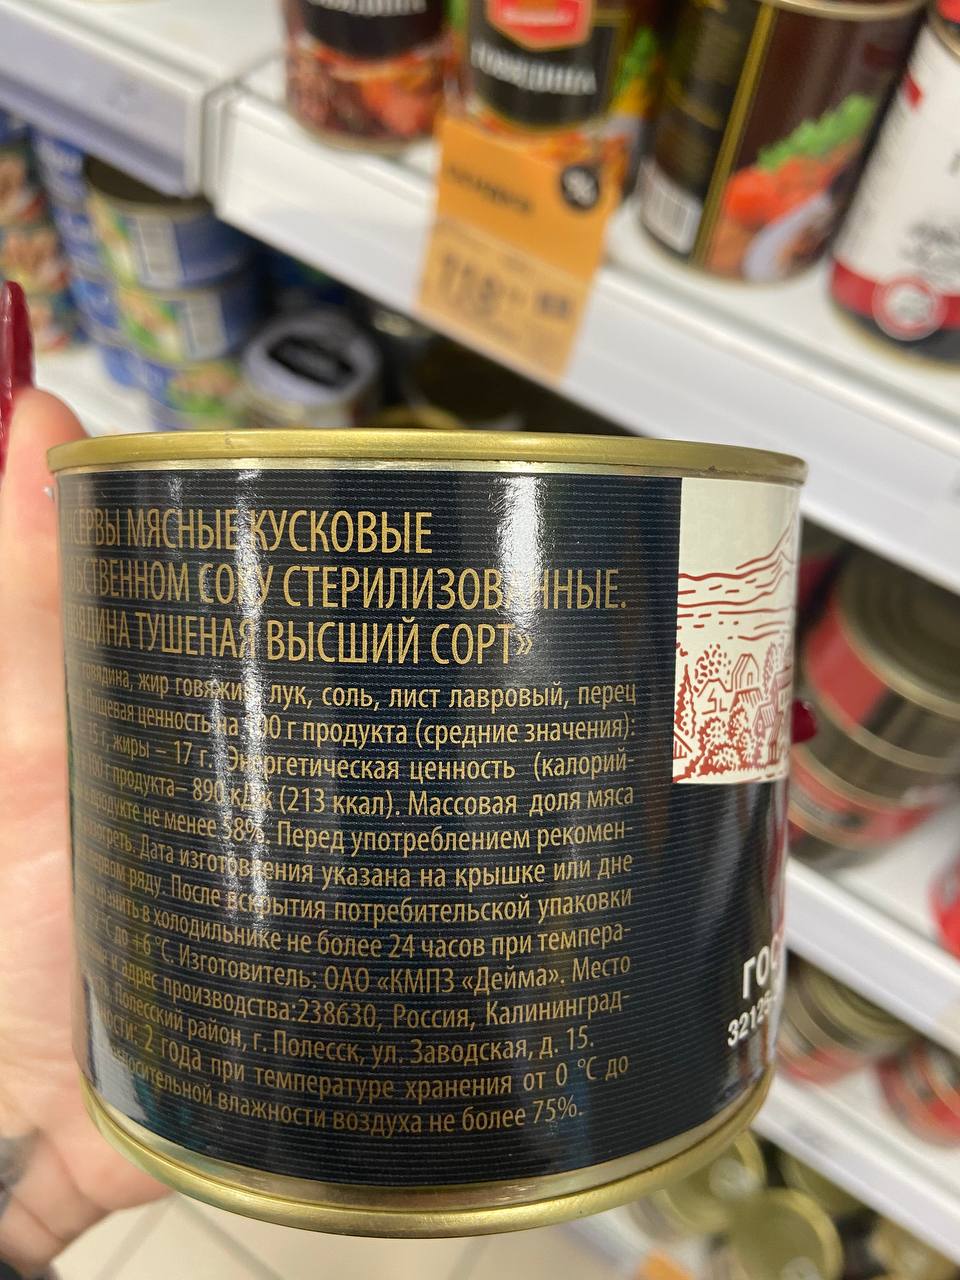 МЯСНЫЕ КУСКОВЫЕ
СОКУ СТЕРИЛИЗОВАННЫЕ.
ТУШЕНАЯ ВЫСШИЙ СОРТ»
говядина, жир говяжий, лук, соль, лист лавровый, перец
Пищевая ценность на 100 г продукта (средние значения):
15 г, жиры – 17 г. Энергетическая ценность (калорий-
100 г продукта– 890 кДж (213 ккал). Массовая доля мяса
продукте не менее 58%. Перед употреблением рекомен-
Дата изготовления указана на крышке или дне
ряду. После вскрытия потребительской упаковки
хранить в холодильнике не более 24 часов при темпера-
°С до +6 °С. Изготовитель: ОАО «КМПЗ «Дейма». Место
и адрес производства:238630, Россия, Калининград-
Полесский район, г. Полесск, ул. Заводская, д. 15.
2 года при температуре хранения от 0 °С до
относительной влажности воздуха не более 75%.
ГОС
32125